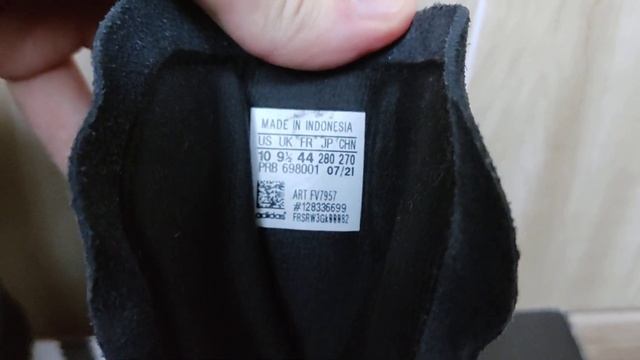 MADE IN INDONESIA
US UK FR JP CHN
10 9½ 44 280 270
PRB 698001 07/21
ART FV7957
#128336699
adidas